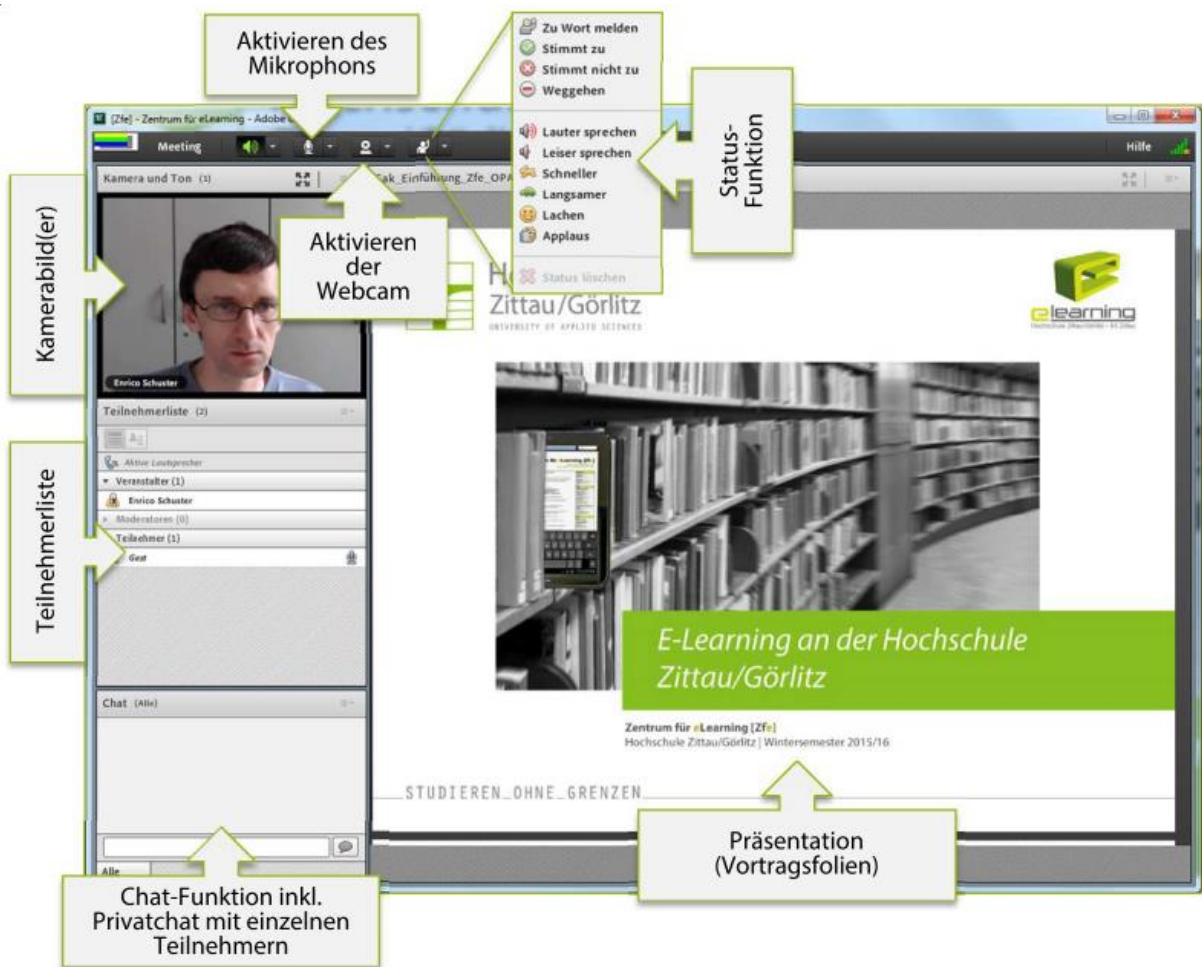 Aktivieren des
Mikrophons
Zu Wort melden
Stimmt zu
Stimmt nicht zu
Weggehen
Lauter sprechen
Leiser sprechen
Schneller
Langsamer
Lachen
Applaus
Status löschen
Status-
Funktion
[Zfe] - Zentrum für eLearning - Adobe
Meeting
Hilfe
Kamera und Ton (1)
Einführung_Zfe_OPA
Aktivieren
der
Webcam
Kamerabild(er)
Enrico Schuster
Zittau/Görlitz
UNIVERSITY OF APPLIED SCIENCES
elearning
Teilnehmerliste (2)
Aktive Lautsprecher
Veranstalter (1)
Enrico Schuster
Moderatoren (0)
Teilnehmer (1)
Gast
Teilnehmerliste
E-Learning an der Hochschule
Zittau/Görlitz
Zentrum für eLearning [Zfe]
Hochschule Zittau/Görlitz | Wintersemester 2015/16
STUDIEREN_OHNE_GRENZEN
Chat (Alle)
Alle
Chat-Funktion inkl.
Privatchat mit einzelnen
Teilnehmern
Präsentation
(Vortragsfolien)